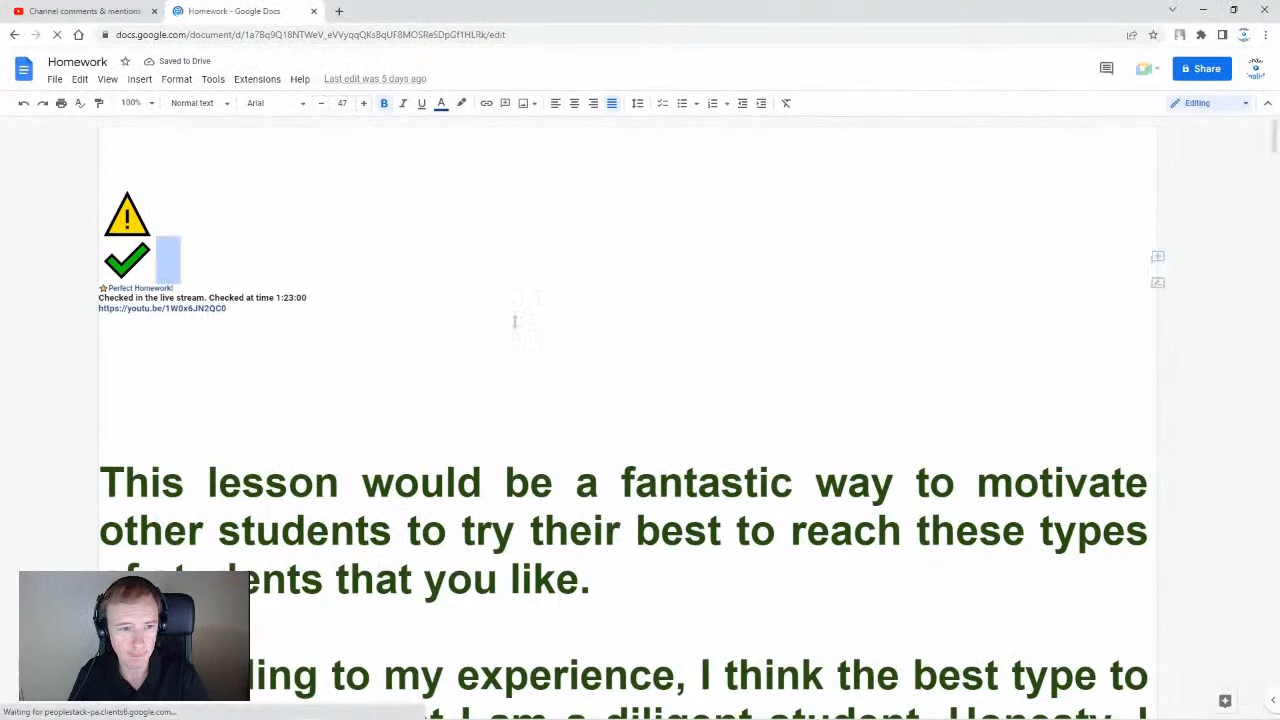 Channel comments & mentions
Homework - Google Docs
docs.google.com/document/d/1a7Bq9Q18NTWeV_eVVyqqQKsBqUF8MOSReSDpGf1HLRk/edit
Homework
Saved to Drive
File Edit View Insert Format Tools Extensions Help Last edit was 5 days ago
Share
100% Normal text Arial 47 Editing
Perfect Homework!
Checked in the live stream. Checked at time 1:23:00
https://youtu.be/1W0x6JN2QC0
This lesson would be a fantastic way to motivate
other students to try their best to reach these types
that you like.
to my experience, I think the best type to
I am a diligent student. Honesty, I
Waiting for peoplestack-pa.clients6.google.com...